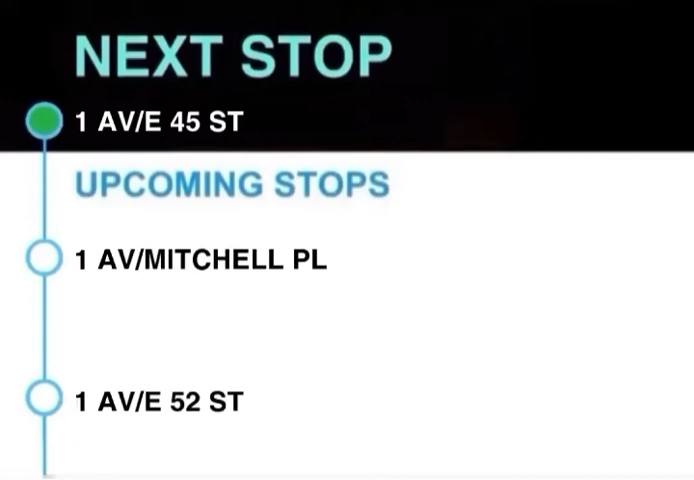 NEXT STOP
1 AV/E 45 ST
UPCOMING STOPS
1 AV/MITCHELL PL
1 AV/E 52 ST